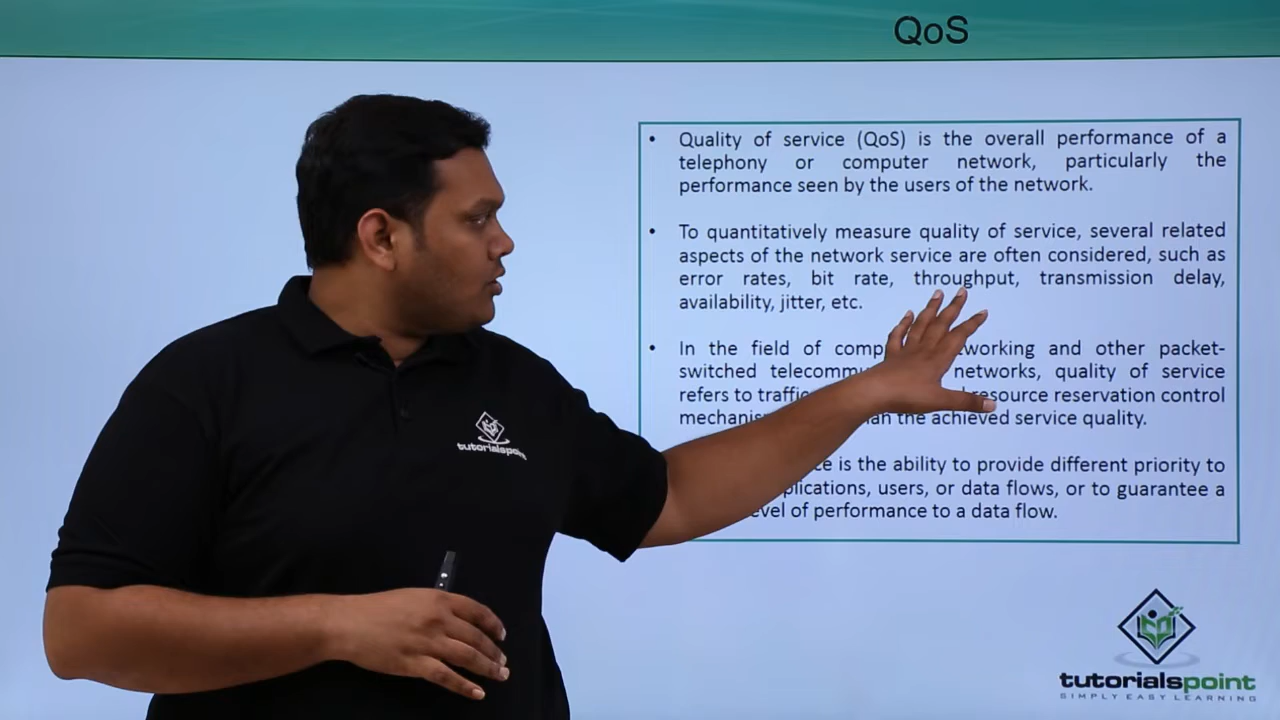 QoS
• Quality of service (QoS) is the overall performance of a
telephony or computer network, particularly the
performance seen by the users of the network.
• To quantitatively measure quality of service, several related
aspects of the network service are often considered, such as
error rates, bit rate, throughput, transmission delay,
availability, jitter, etc.
• In the field of comp working and other packet-
switched telecommu networks, quality of service
refers to traffic resource reservation control
mechanis an the achieved service quality.
ce is the ability to provide different priority to
plications, users, or data flows, or to guarantee a
evel of performance to a data flow.
tutorialspoint
tutorialspoint
SIMPLY EASY LEARNING